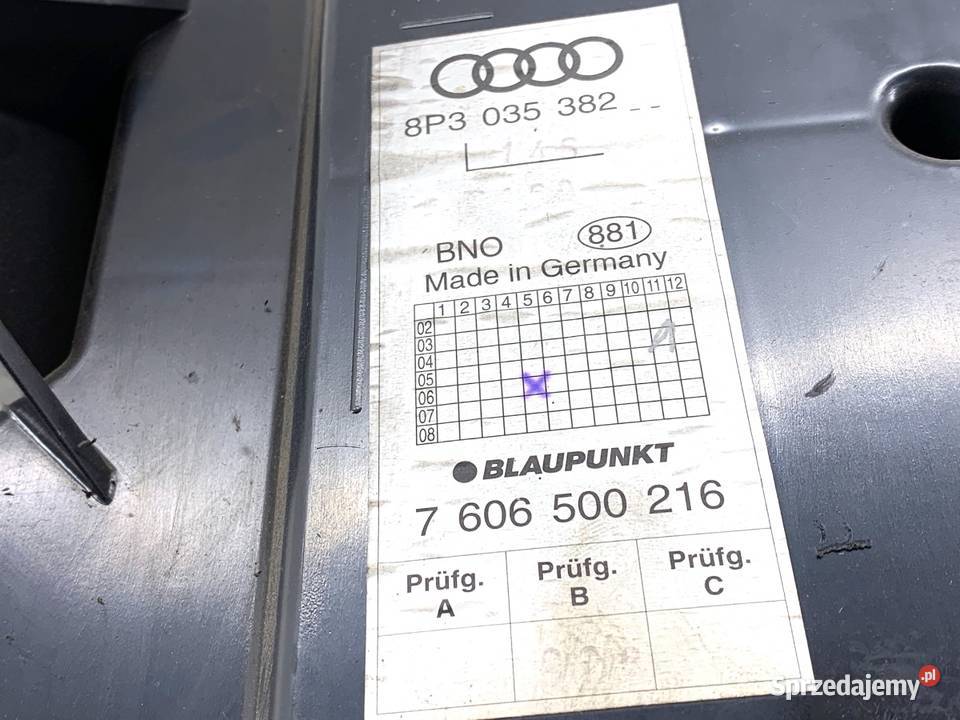 8P3 035 382 _ _
BNO 881
Made in Germany
1 2 3 4 5 6 7 8 9 10 11 12
02
03
04
05
06
07
08
BLAUPUNKT
7 606 500 216
Prüfg. A
Prüfg. B
Prüfg. C
Sprzedajemy.pl